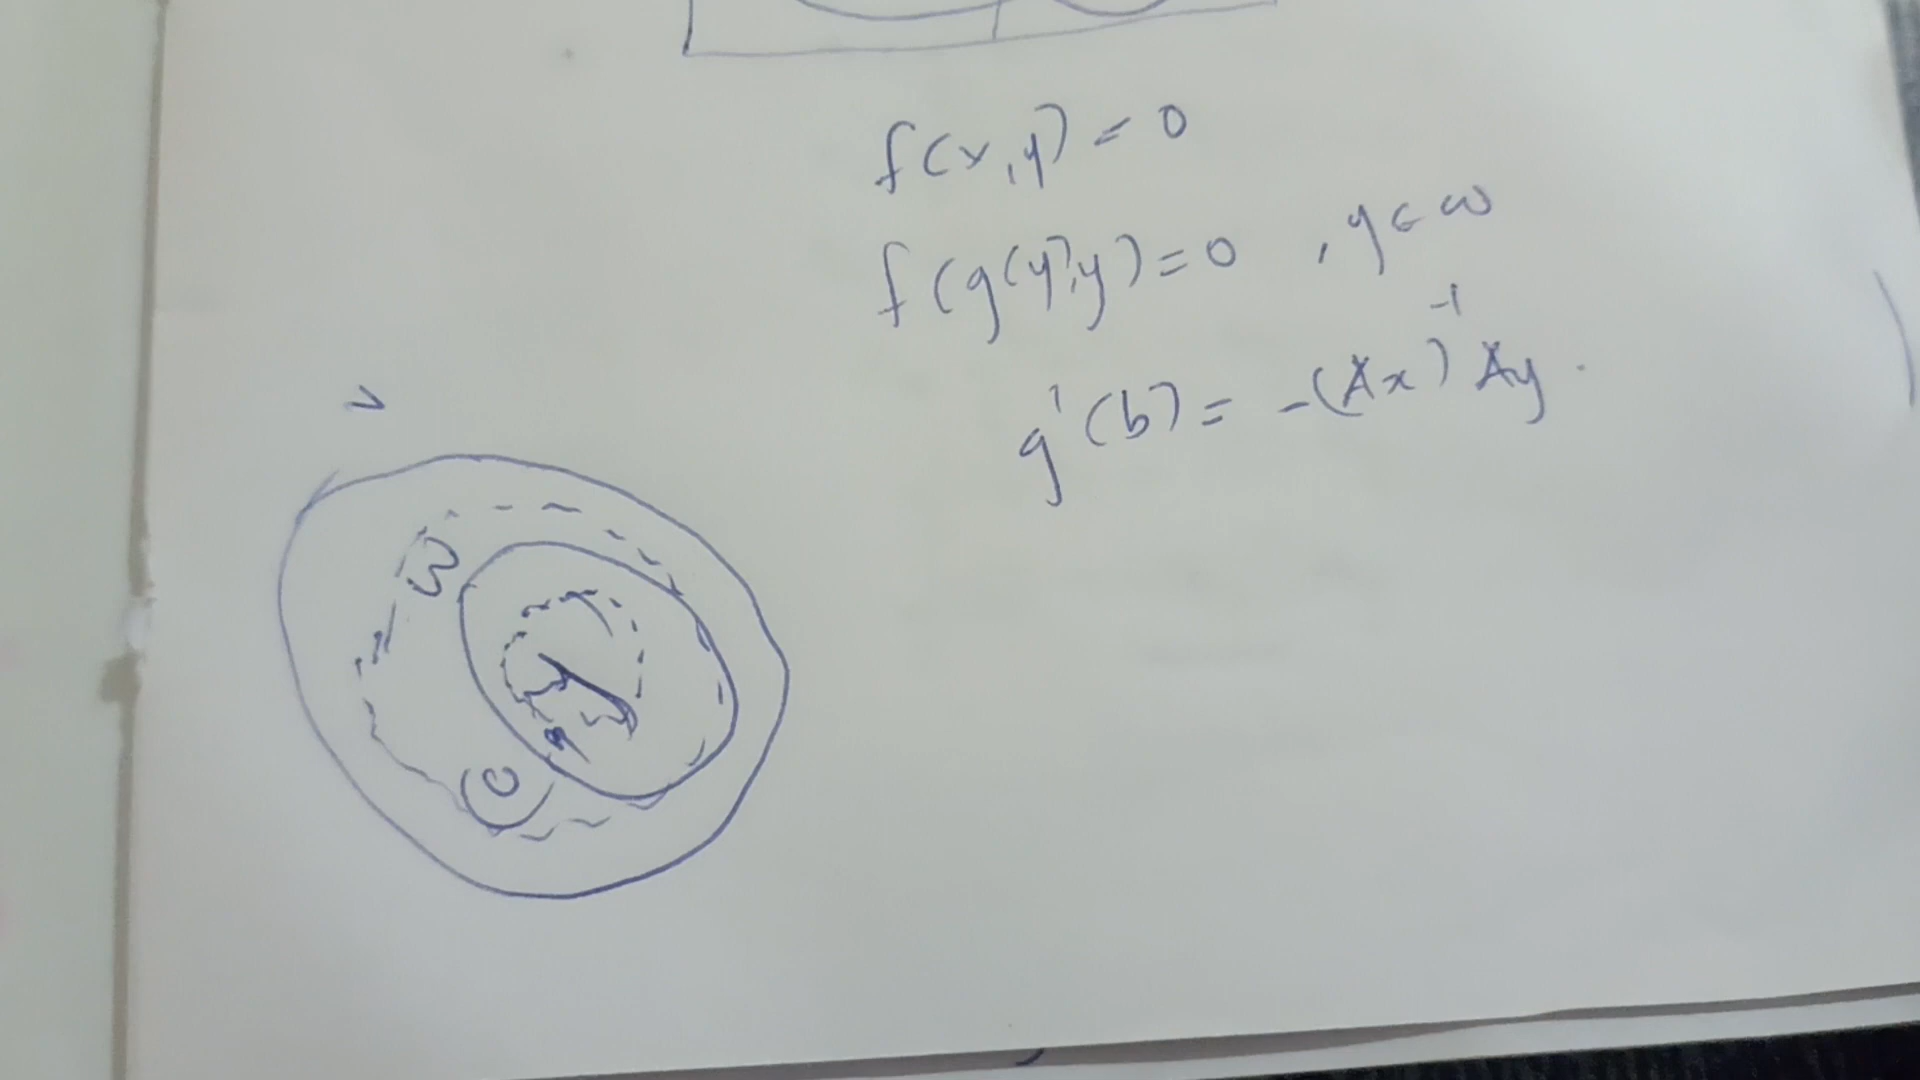 f(x,y) = 0
f(g(y),y) = 0 , y ∈ ω
g'(b) = -(Ax)⁻¹ Ay.